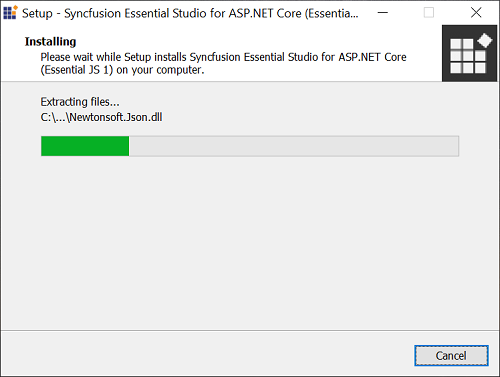 Setup - Syncfusion Essential Studio for ASP.NET Core (Essentia...
Installing
Please wait while Setup installs Syncfusion Essential Studio for ASP.NET Core
(Essential JS 1) on your computer.
Extracting files...
C:\...\Newtonsoft.Json.dll
Cancel